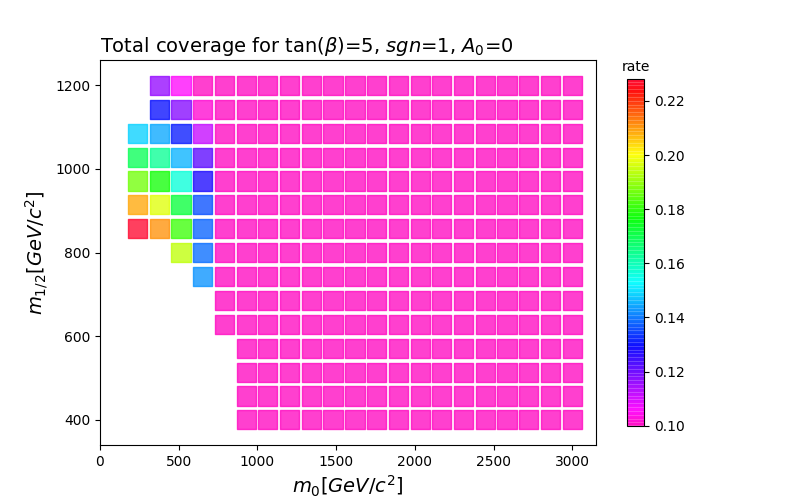 Total coverage for tan(β)=5, sgn=1, A₀=0
rate
1200
1000
800
600
400
m₁/₂[GeV/c²]
0 500 1000 1500 2000 2500 3000
m₀[GeV/c²]
0.22
0.20
0.18
0.16
0.14
0.12
0.10